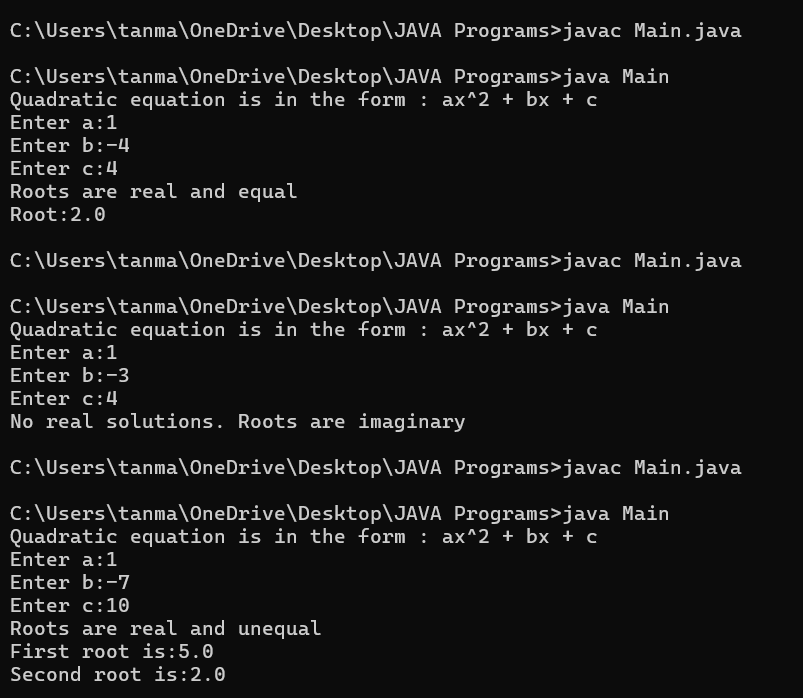 C:\Users\tanma\OneDrive\Desktop\JAVA Programs>javac Main.java
C:\Users\tanma\OneDrive\Desktop\JAVA Programs>java Main
Quadratic equation is in the form : ax^2 + bx + c
Enter a:1
Enter b:-4
Enter c:4
Roots are real and equal
Root:2.0
C:\Users\tanma\OneDrive\Desktop\JAVA Programs>javac Main.java
C:\Users\tanma\OneDrive\Desktop\JAVA Programs>java Main
Quadratic equation is in the form : ax^2 + bx + c
Enter a:1
Enter b:-3
Enter c:4
No real solutions. Roots are imaginary
C:\Users\tanma\OneDrive\Desktop\JAVA Programs>javac Main.java
C:\Users\tanma\OneDrive\Desktop\JAVA Programs>java Main
Quadratic equation is in the form : ax^2 + bx + c
Enter a:1
Enter b:-7
Enter c:10
Roots are real and unequal
First root is:5.0
Second root is:2.0